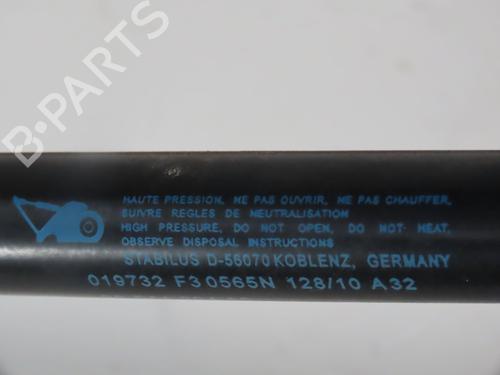 B-PARTS
HAUTE PRESSION, NE PAS OUVRIR, NE PAS CHAUFFER,
SUIVRE REGLES DE NEUTRALISATION
HIGH PRESSURE, DO NOT OPEN, DO NOT HEAT,
OBSERVE DISPOSAL INSTRUCTIONS
STABILUS D-56070 KOBLENZ, GERMANY
019732 F3 0565N 128/10 A32